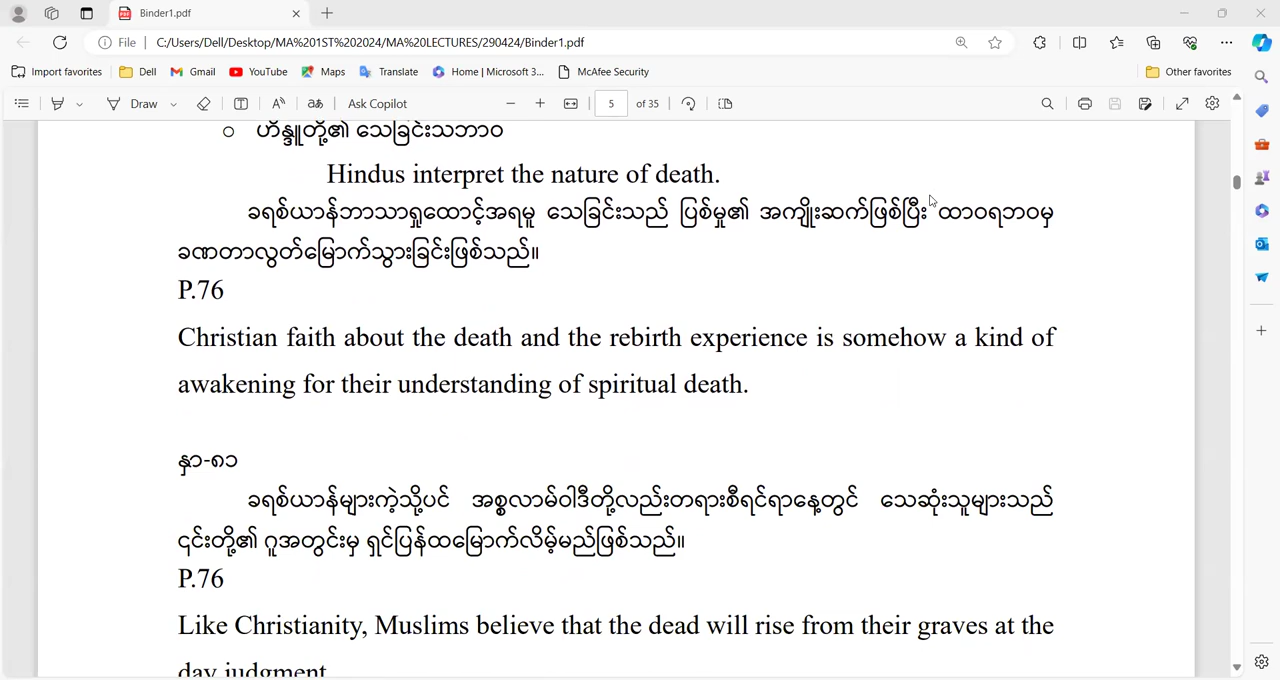 Binder1.pdf
File C:/Users/Dell/Desktop/MA%201ST%202024/MA%20LECTURES/290424/Binder1.pdf
Import favorites Dell Gmail YouTube Maps Translate Home | Microsoft 3... McAfee Security Other favorites
Draw Ask Copilot 5 of 35
ဟိန္ဒူတို့၏ သေခြင်းသဘာဝ
Hindus interpret the nature of death.
ခရစ်ယာန်ဘာသာရှုထောင့်အရမူ သေခြင်းသည် ပြစ်မှု၏ အကျိုးဆက်ဖြစ်ပြီး ထာဝရဘဝမှ
ခဏတာလွတ်မြောက်သွားခြင်းဖြစ်သည်။
P.76
Christian faith about the death and the rebirth experience is somehow a kind of
awakening for their understanding of spiritual death.
နှာ-၈၁
ခရစ်ယာန်များကဲ့သို့ပင် အစ္စလာမ်ဝါဒီတို့လည်းတရားစီရင်ရာနေ့တွင် သေဆုံးသူများသည်
၎င်းတို့၏ ဂူအတွင်းမှ ရှင်ပြန်ထမြောက်လိမ့်မည်ဖြစ်သည်။
P.76
Like Christianity, Muslims believe that the dead will rise from their graves at the
day judgment